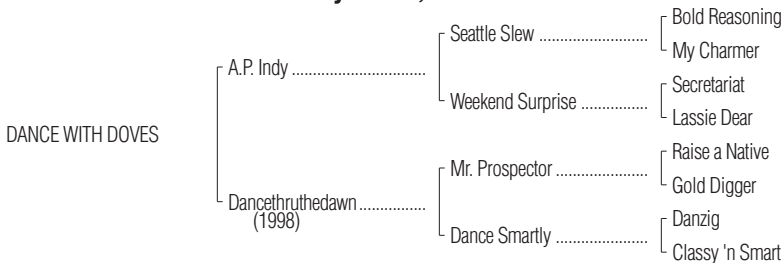 Bold Reasoning
Seattle Slew ..........................
My Charmer
A.P. Indy ................................
Secretariat
Weekend Surprise ................
Lassie Dear
DANCE WITH DOVES
Raise a Native
Mr. Prospector ......................
Gold Digger
Dancethruthedawn................
(1998)
Danzig
Dance Smartly ......................
Classy 'n Smart